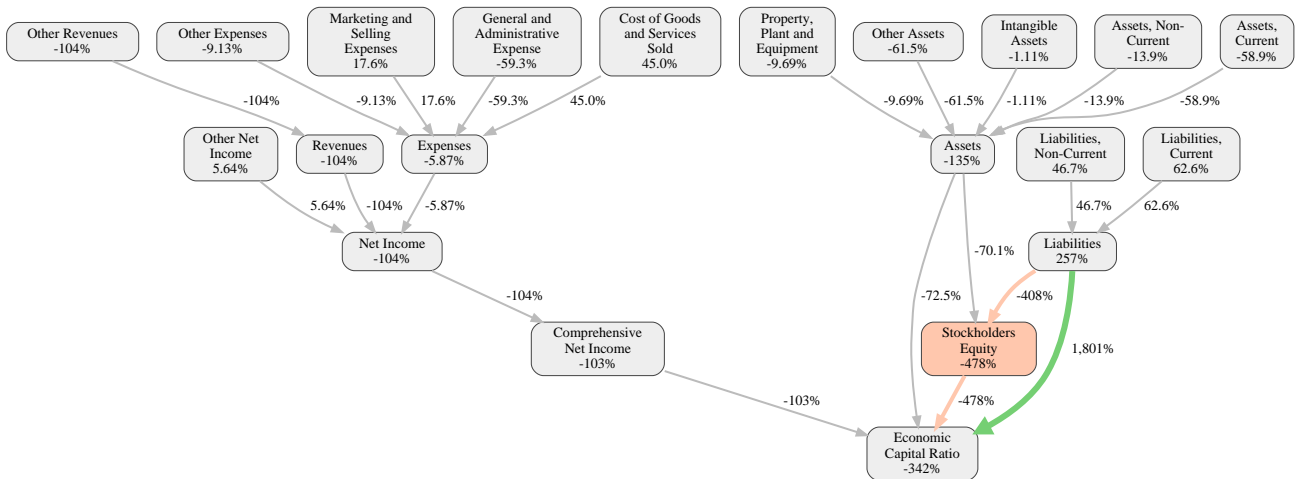 Other Revenues
-104%
Other Expenses
-9.13%
Marketing and
Selling
Expenses
17.6%
General and
Administrative
Expense
-59.3%
Cost of Goods
and Services
Sold
45.0%
Property,
Plant and
Equipment
-9.69%
Other Assets
-61.5%
Intangible
Assets
-1.11%
Assets, Non-
Current
-13.9%
Assets,
Current
-58.9%
-104%
-9.13%
17.6%
-59.3%
45.0%
-9.69%
-61.5%
-1.11%
-13.9%
-58.9%
Other Net
Income
5.64%
Revenues
-104%
Expenses
-5.87%
Assets
-135%
Liabilities,
Non-Current
46.7%
Liabilities,
Current
62.6%
5.64%
-104%
-5.87%
46.7%
62.6%
Net Income
-104%
-70.1%
Liabilities
257%
-104%
-72.5%
-408%
Comprehensive
Net Income
-103%
Stockholders
Equity
-478%
1,801%
-103%
-478%
Economic
Capital Ratio
-342%